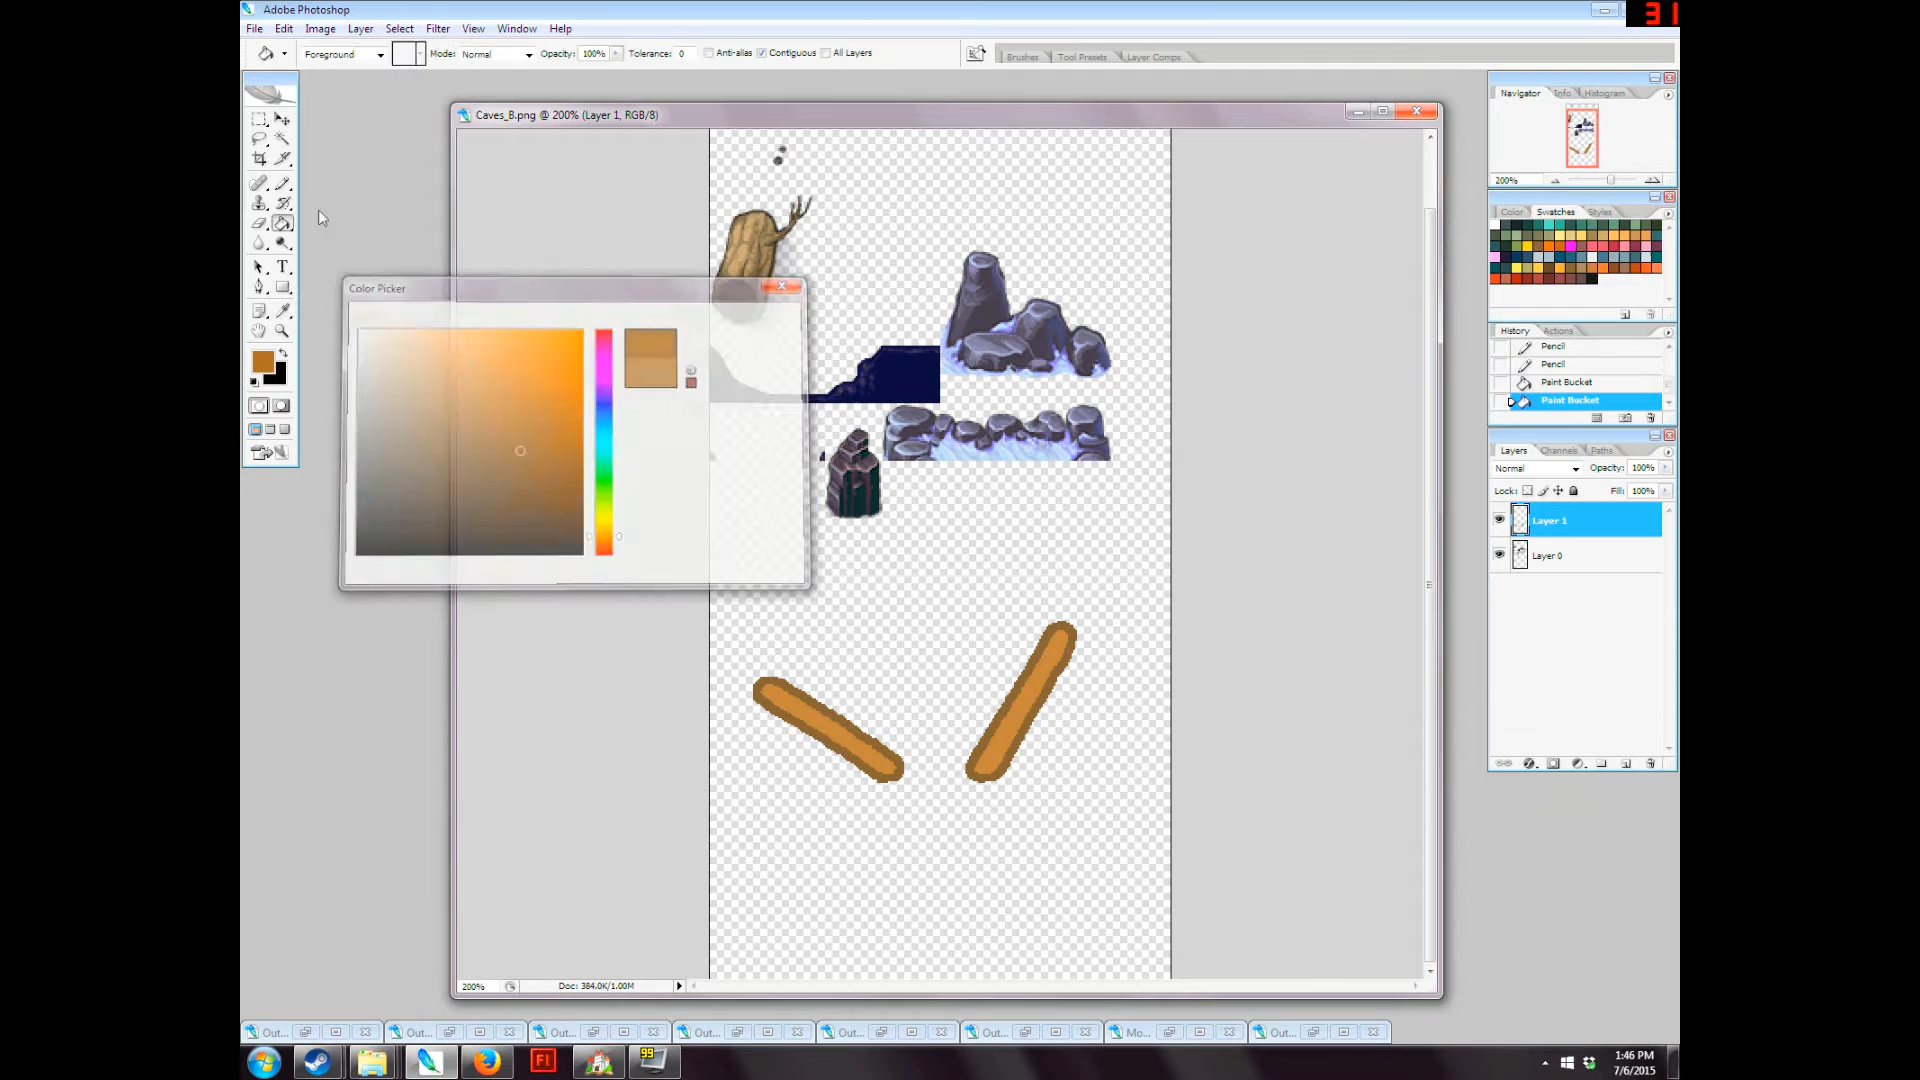 Adobe Photoshop
31
File Edit Image Layer Select Filter View Window Help
Foreground Mode: Normal Opacity: 100% Tolerance: 0 Anti-alias Contiguous All Layers
Brushes Tool Presets Layer Comps
Caves_B.png @ 200% (Layer 1, RGB/8)
Navigator Info Histogram
200%
Color Swatches Styles
Color Picker
History Actions
Pencil
Pencil
Paint Bucket
Paint Bucket
Layers Channels Paths
Normal Opacity: 100%
Lock: Fill: 100%
Layer 1
Layer 0
T
200% Doc: 384.0K/1.00M
Out... Out... Out... Out... Out... Out... Mo... Out...
Fl 99
1:46 PM
7/6/2015